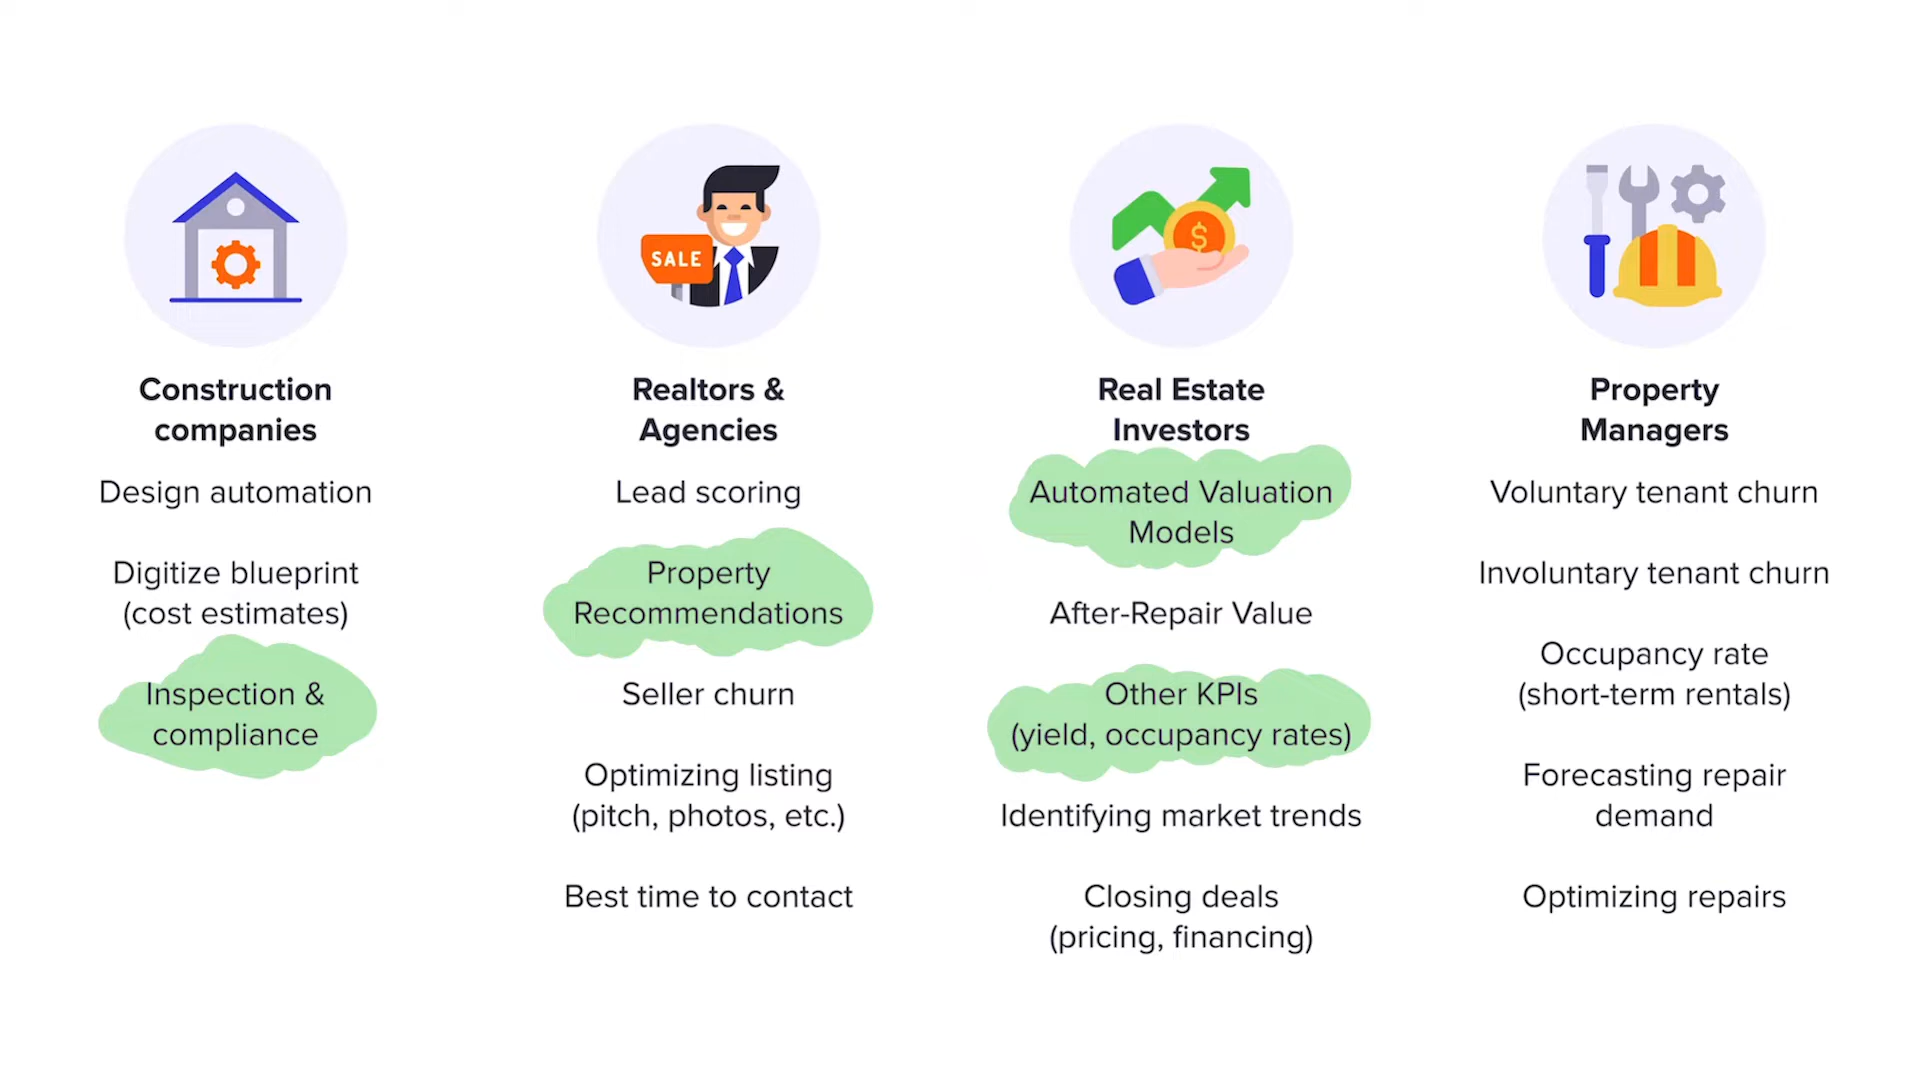 SALE
Construction
companies
Design automation
Digitize blueprint
(cost estimates)
Inspection &
compliance
Realtors &
Agencies
Lead scoring
Property
Recommendations
Seller churn
Optimizing listing
(pitch, photos, etc.)
Best time to contact
Real Estate
Investors
Automated Valuation
Models
After-Repair Value
Other KPIs
(yield, occupancy rates)
Identifying market trends
Closing deals
(pricing, financing)
Property
Managers
Voluntary tenant churn
Involuntary tenant churn
Occupancy rate
(short-term rentals)
Forecasting repair
demand
Optimizing repairs